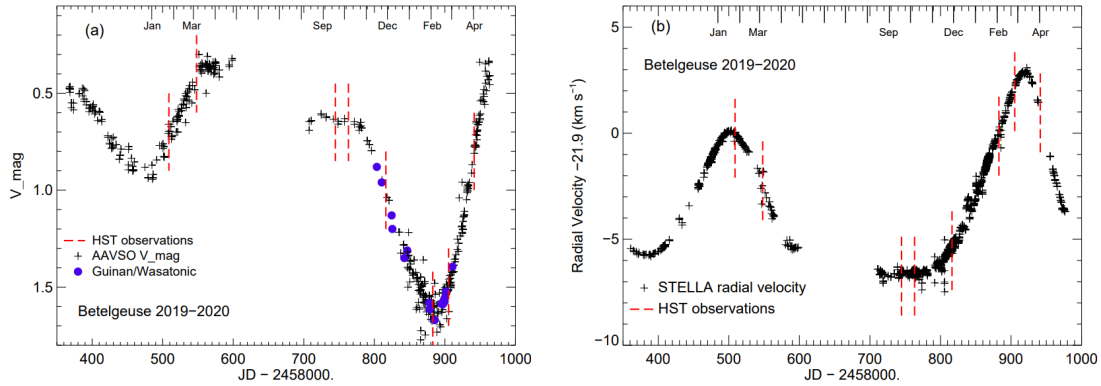 (a)
Jan Mar Sep Dec Feb Apr
0.5
1.0
1.5
V_mag
HST observations
AAVSO V_mag
Guinan/Wasatonic
Betelgeuse 2019−2020
400 500 600 700 800 900 1000
JD − 2458000.
(b)
Jan Mar Sep Dec Feb Apr
Betelgeuse 2019−2020
5
0
−5
−10
Radial Velocity −21.9 (km s⁻¹)
STELLA radial velocity
HST observations
400 500 600 700 800 900 1000
JD − 2458000.